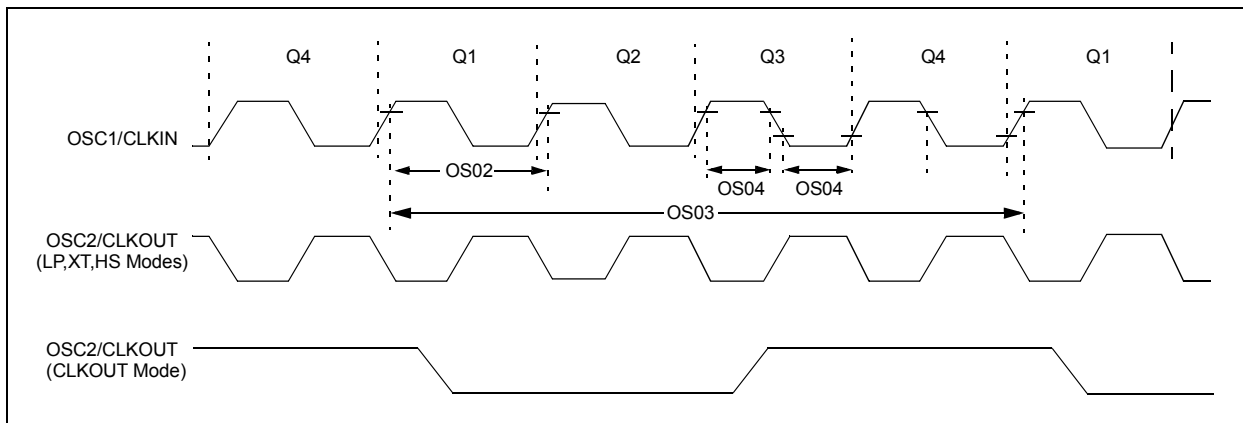 Q4 Q1 Q2 Q3 Q4 Q1
OSC1/CLKIN
OS02
OS04 OS04
OS03
OSC2/CLKOUT
(LP,XT,HS Modes)
OSC2/CLKOUT
(CLKOUT Mode)